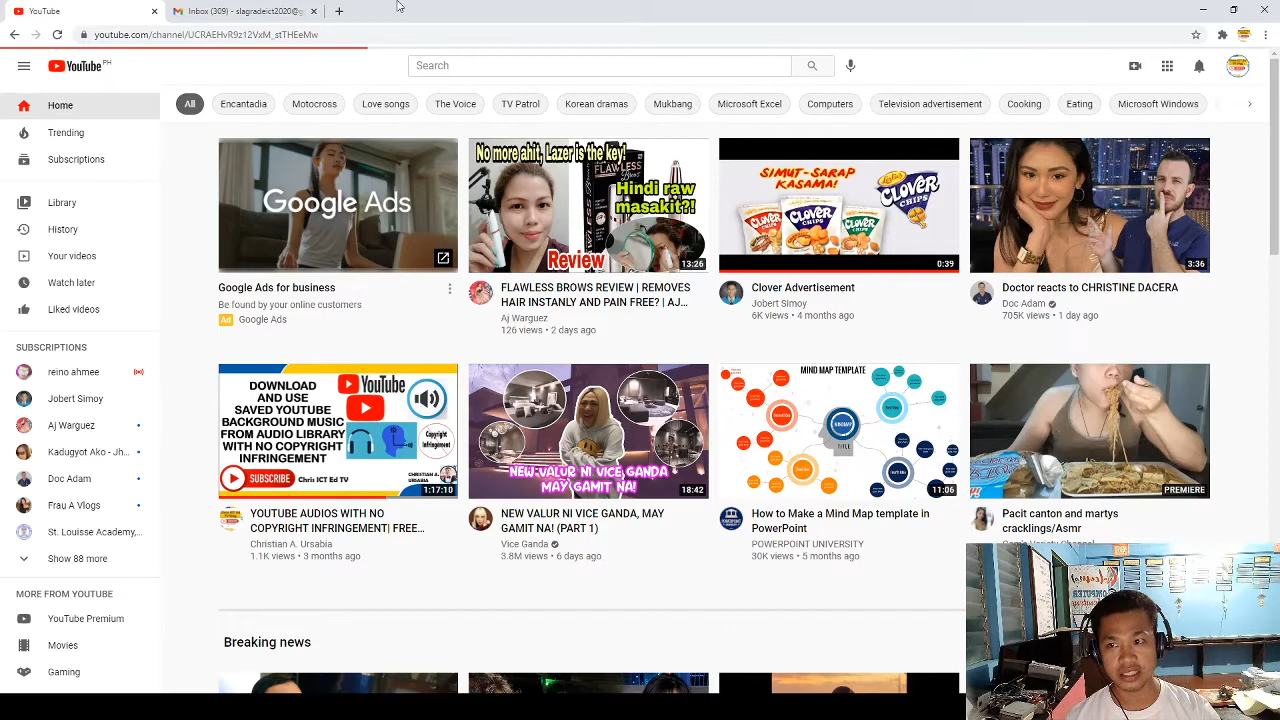 YouTube
Inbox (309) - slagradeict2020@g
youtube.com/channel/UCRAEHvR9z12VxM_stTHEeMw
YouTube PH
Search
Home
Trending
Subscriptions
Library
History
Your videos
Watch later
Liked videos
SUBSCRIPTIONS
reino ahmee
Jobert Simoy
Aj Warguez
Kadugyot Ako - Jh...
Doc Adam
Frau A Vlogs
St. Louisse Academy,...
Show 88 more
MORE FROM YOUTUBE
YouTube Premium
Movies
Gaming
All
Encantadia
Motocross
Love songs
The Voice
TV Patrol
Korean dramas
Mukbang
Microsoft Excel
Computers
Television advertisement
Cooking
Eating
Microsoft Windows
Google Ads
Google Ads for business
Be found by your online customers
Ad Google Ads
No more ahit, Lazer is the key!
FLAWLESS
Hindi raw
masakit?!
Review
13:26
FLAWLESS BROWS REVIEW | REMOVES
HAIR INSTANLY AND PAIN FREE? | AJ...
Aj Warguez
126 views • 2 days ago
SIMUT-SARAP
KASAMA!
CLOVER
CHIPS
0:39
Clover Advertisement
Jobert Simoy
6K views • 4 months ago
3:36
Doctor reacts to CHRISTINE DACERA
Doc Adam
705K views • 1 day ago
DOWNLOAD
AND USE
SAVED YOUTUBE
BACKGROUND MUSIC
FROM AUDIO LIBRARY
WITH NO COPYRIGHT
INFRINGEMENT
YouTube
Copyright
Infringement
SUBSCRIBE
Chris ICT Ed TV
CHRISTIAN A.
URSABIA
1:17:10
YOUTUBE AUDIOS WITH NO
COPYRIGHT INFRINGEMENT| FREE...
Christian A. Ursabia
1.1K views • 3 months ago
NEW VALUR NI VICE GANDA
MAY GAMIT NA!
18:42
NEW VALUR NI VICE GANDA, MAY
GAMIT NA! (PART 1)
Vice Ganda
3.8M views • 6 days ago
MIND MAP TEMPLATE
TITLE
11:06
How to Make a Mind Map template in
PowerPoint
POWERPOINT UNIVERSITY
30K views • 5 months ago
PREMIERE
Pacit canton and martys
cracklings/Asmr
Breaking news